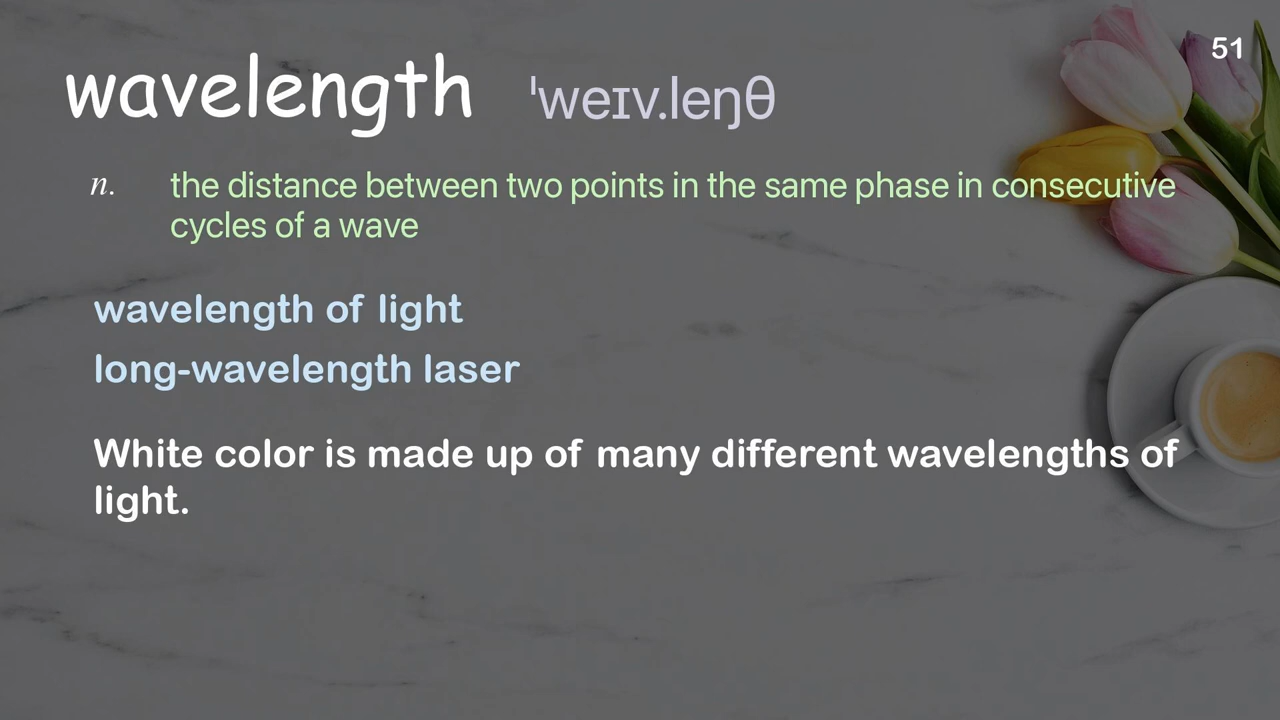 51
wavelength ˈweɪv.leŋθ
n. the distance between two points in the same phase in consecutive
cycles of a wave
wavelength of light
long-wavelength laser
White color is made up of many different wavelengths of
light.